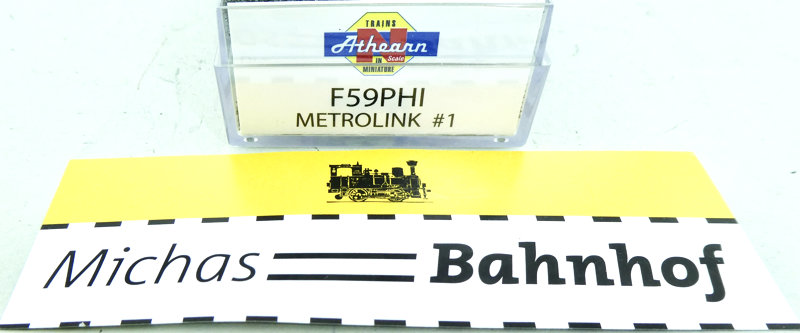 TRAINS
Athearn
N Scale
IN
MINIATURE
F59PHI
METROLINK #1
Michas Bahnhof